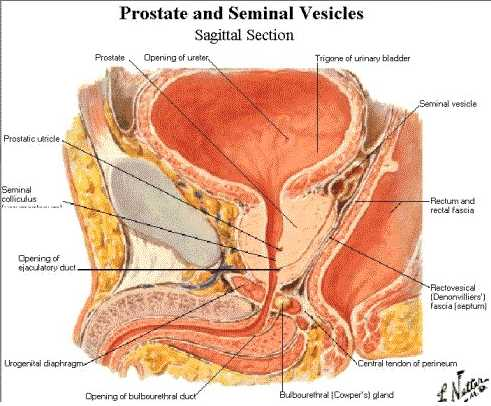 Prostate and Seminal Vesicles
Sagittal Section
Prostate
Opening of ureter
Trigone of urinary bladder
Seminal vesicle
Prostatic utricle
Seminal
colliculus
Rectum and
rectal fascia
Opening of
ejaculatory duct
Rectovesical
(Denonvilliers')
fascia (septum)
Urogenital diaphragm
Central tendon of perineum
Opening of bulbourethral duct
Bulbourethral (Cowper's) gland